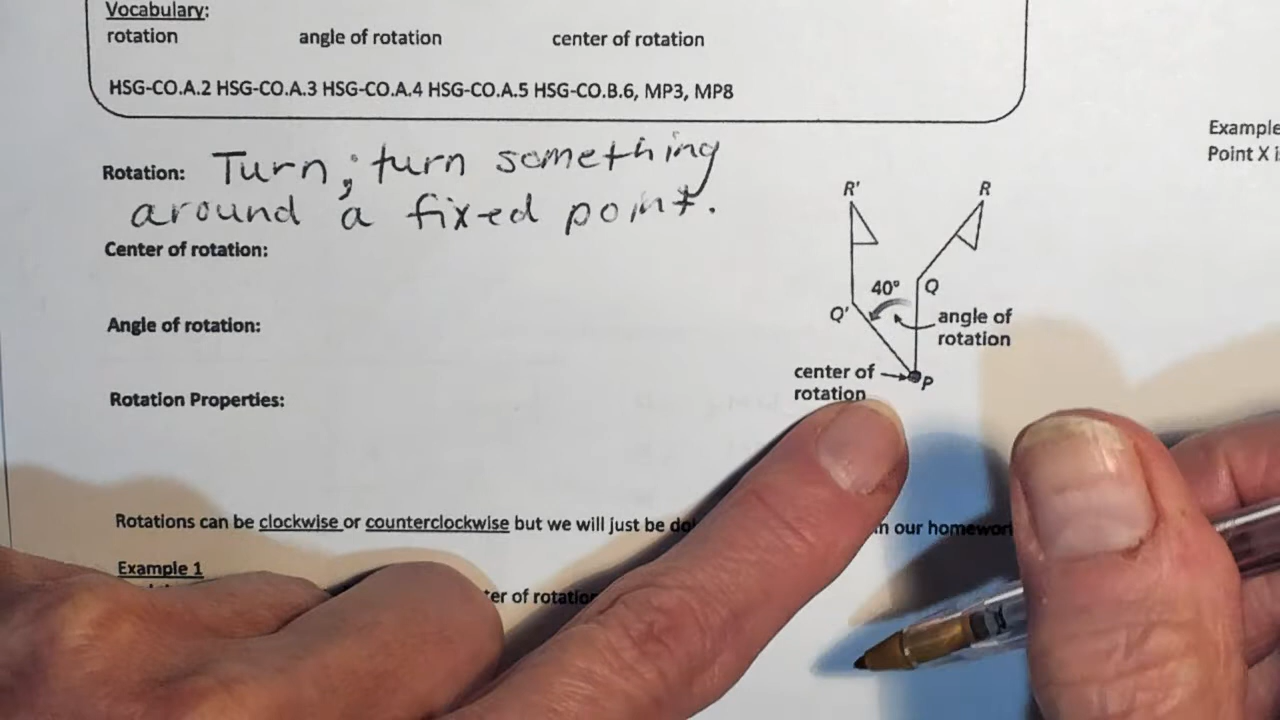 Vocabulary:
rotation angle of rotation center of rotation
HSG-CO.A.2 HSG-CO.A.3 HSG-CO.A.4 HSG-CO.A.5 HSG-CO.B.6, MP3, MP8
Example
Point X i
Rotation: Turn; turn something
around a fixed point.
R' R
Center of rotation:
40° Q
Q' angle of
rotation
Angle of rotation:
center of P
rotation
Rotation Properties:
Rotations can be clockwise or counterclockwise but we will just be do n our homewor
Example 1
er of rotation